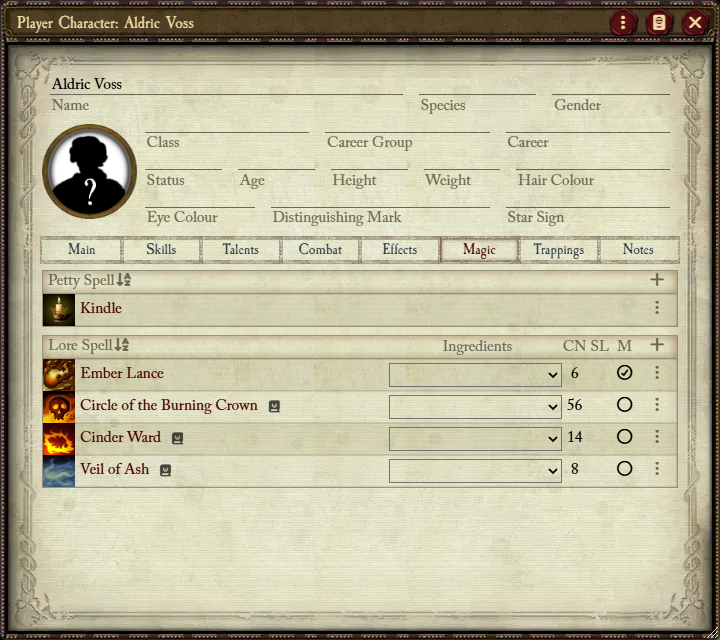 Player Character: Aldric Voss
Aldric Voss
Name Species Gender
Class Career Group Career
Status Age Height Weight Hair Colour
Eye Colour Distinguishing Mark Star Sign
Main Skills Talents Combat Effects Magic Trappings Notes
Petty Spell
Kindle
Lore Spell Ingredients CN SL M
Ember Lance 6
Circle of the Burning Crown 56
Cinder Ward 14
Veil of Ash 8